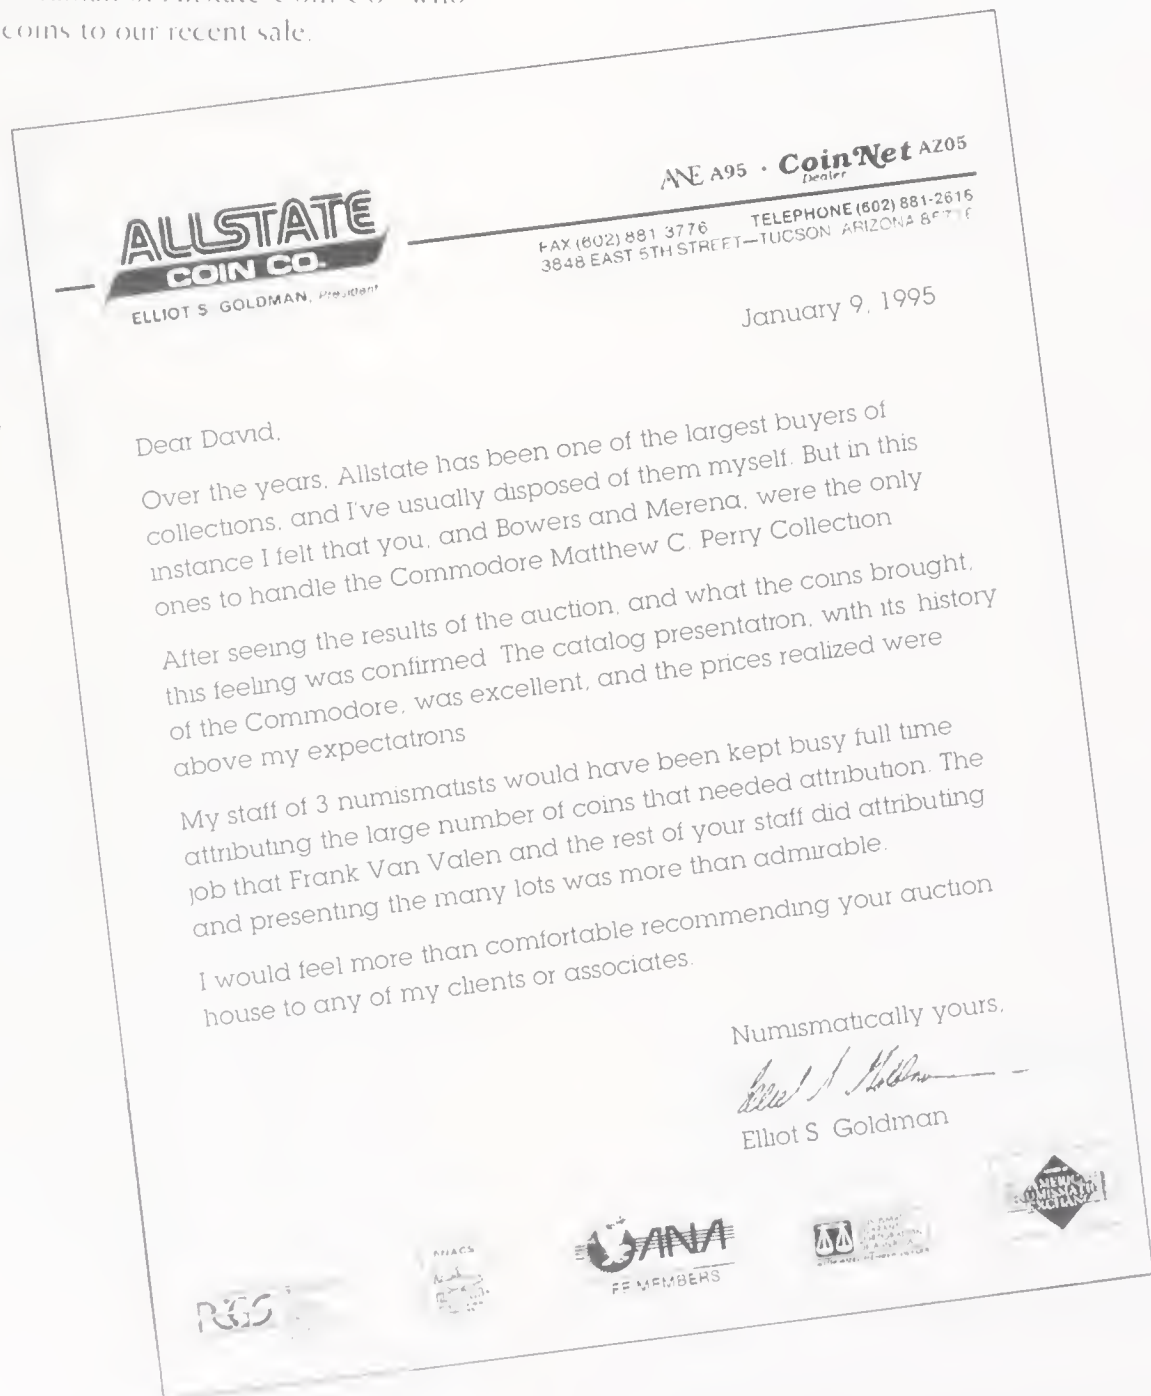 coins to our recent sale.
ANE A95 · CoinNet AZ05
Dealer
ALLSTATE
COIN CO.
ELLIOT S. GOLDMAN, President
FAX (602) 881 3776 TELEPHONE (602) 881-2616
3848 EAST 5TH STREET—TUCSON, ARIZONA
January 9, 1995
Dear David,
Over the years, Allstate has been one of the largest buyers of
collections, and I've usually disposed of them myself. But in this
instance I felt that you, and Bowers and Merena, were the only
ones to handle the Commodore Matthew C. Perry Collection
After seeing the results of the auction, and what the coins brought,
this feeling was confirmed The catalog presentation, with its history
of the Commodore, was excellent, and the prices realized were
above my expectations
My staff of 3 numismatists would have been kept busy full time
attributing the large number of coins that needed attribution. The
job that Frank Van Valen and the rest of your staff did attributing
and presenting the many lots was more than admirable.
I would feel more than comfortable recommending your auction
house to any of my clients or associates.
Numismatically yours,
Elliot S Goldman
PCGS
ANACS
ANA
MEMBERS
AMERICAN
NUMISMATIC
EXCHANGE